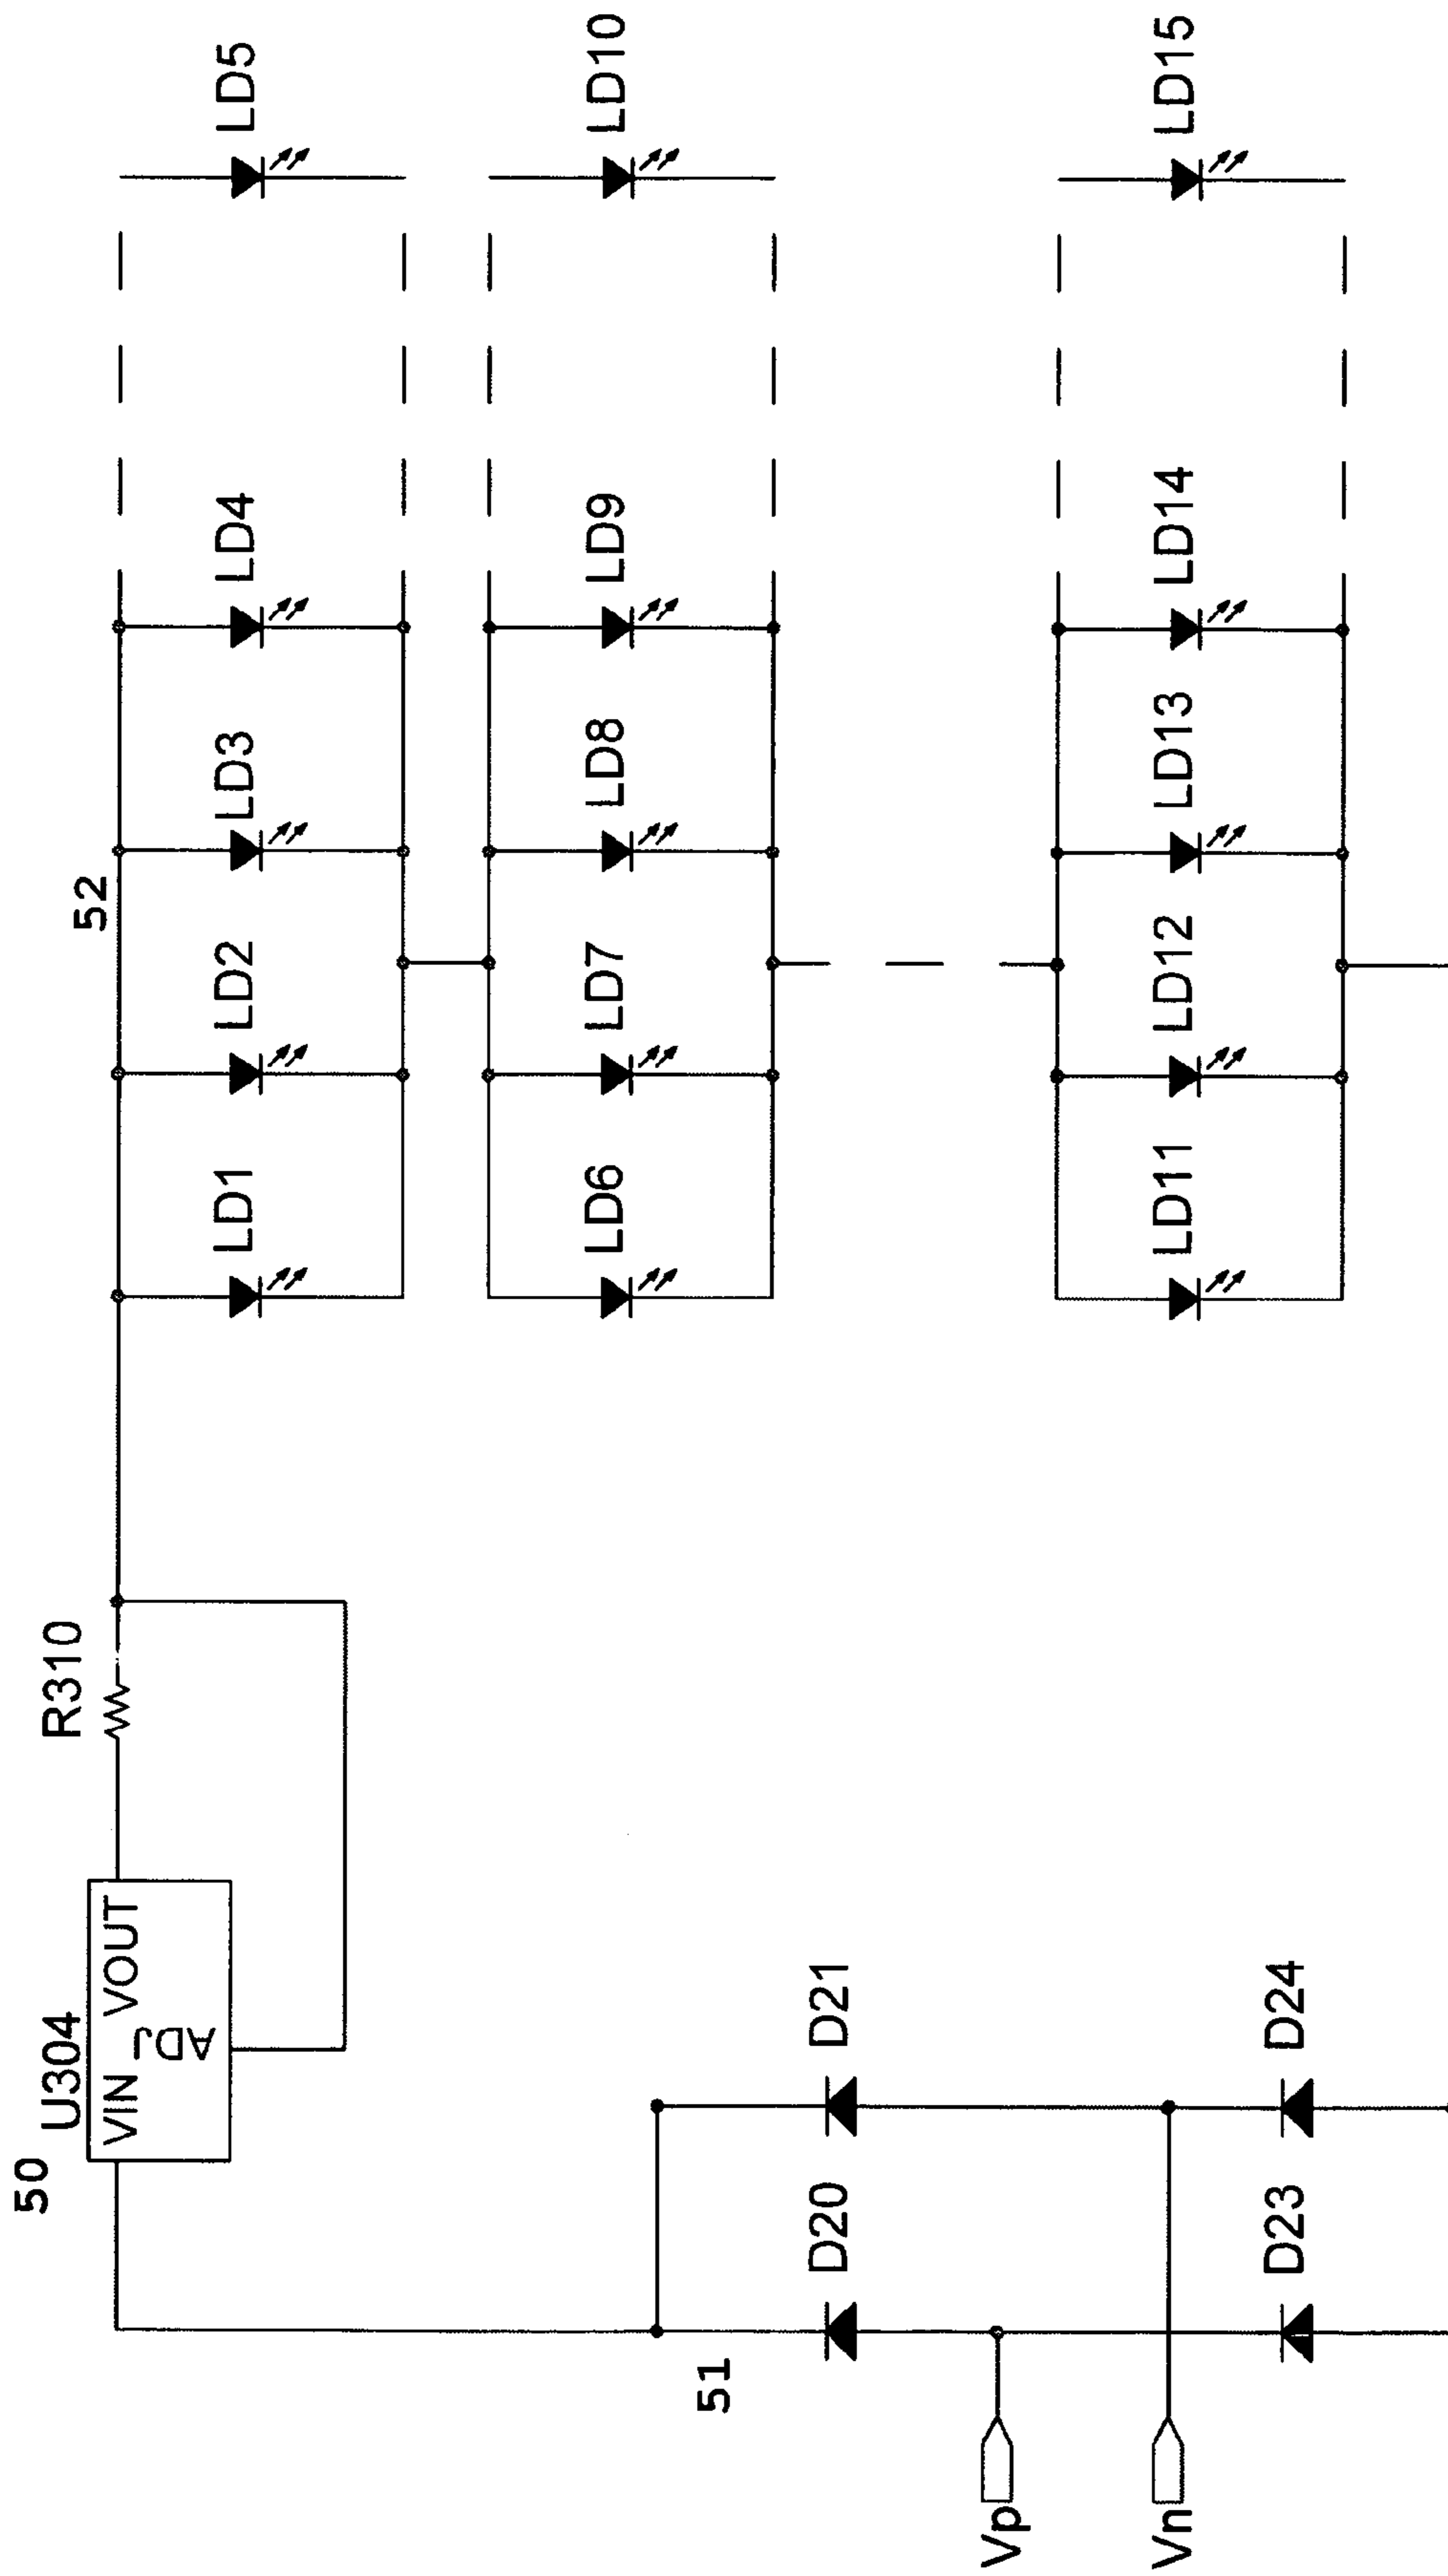 50
U304
VIN VOUT
ADJ
R310
52
LD1
LD2
LD3
LD4
LD5
LD6
LD7
LD8
LD9
LD10
LD11
LD12
LD13
LD14
LD15
51
D20
D21
Vp
Vn
D23
D24